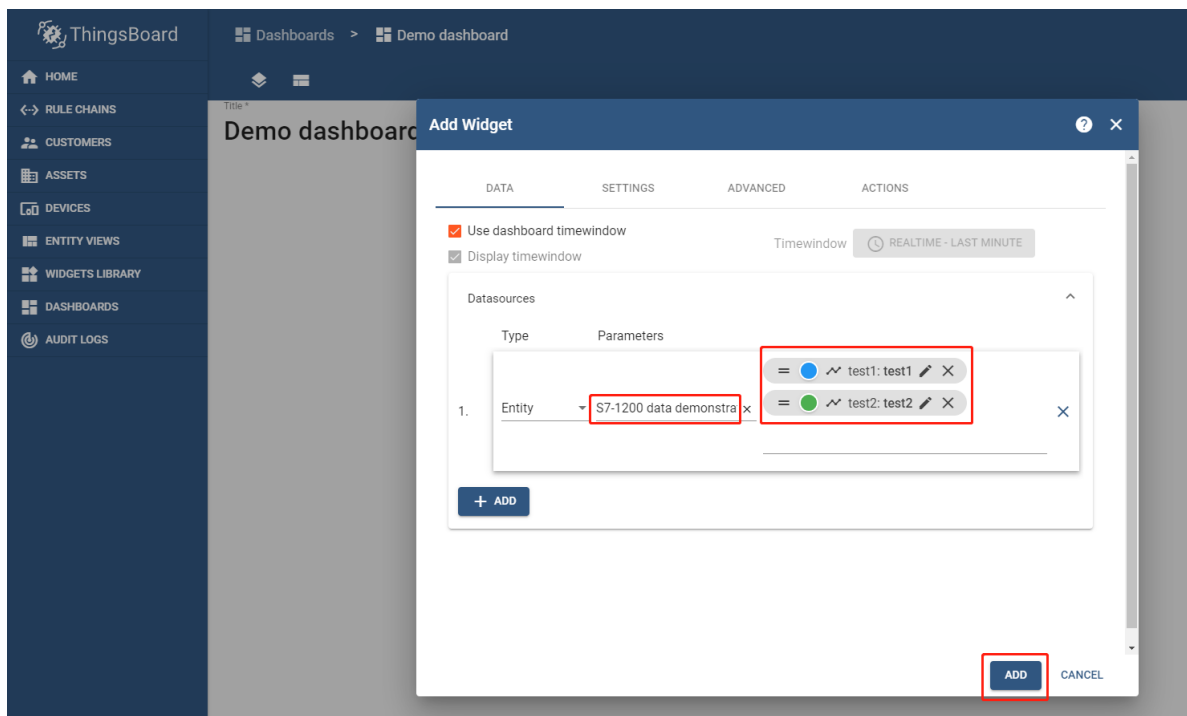 ThingsBoard
Dashboards > Demo dashboard
HOME
RULE CHAINS
CUSTOMERS
ASSETS
DEVICES
ENTITY VIEWS
WIDGETS LIBRARY
DASHBOARDS
AUDIT LOGS
Title *
Demo dashboard
Add Widget
DATA SETTINGS ADVANCED ACTIONS
Use dashboard timewindow
Display timewindow
Timewindow REALTIME - LAST MINUTE
Datasources
Type Parameters
test1: test1
test2: test2
1. Entity S7-1200 data demonstra
+ ADD
ADD CANCEL